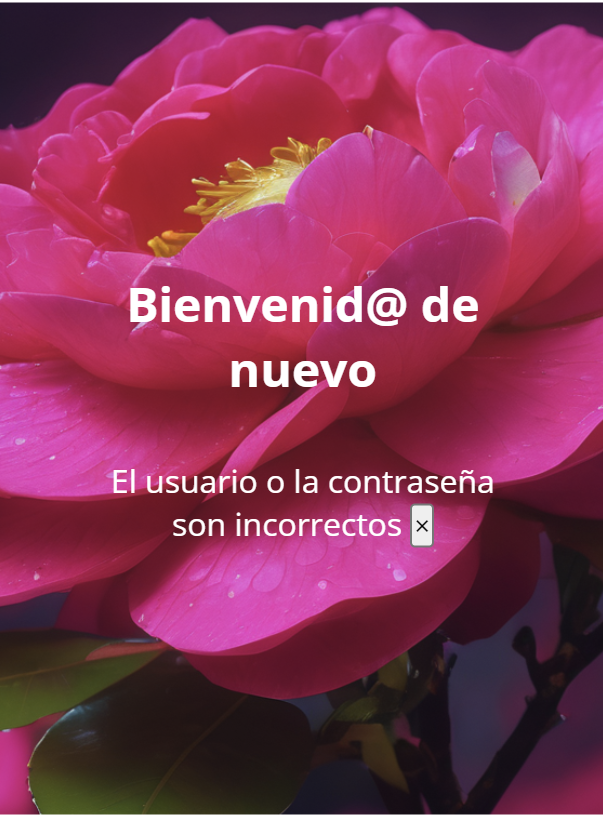 Bienvenid@ de
nuevo
El usuario o la contraseña
son incorrectos ×